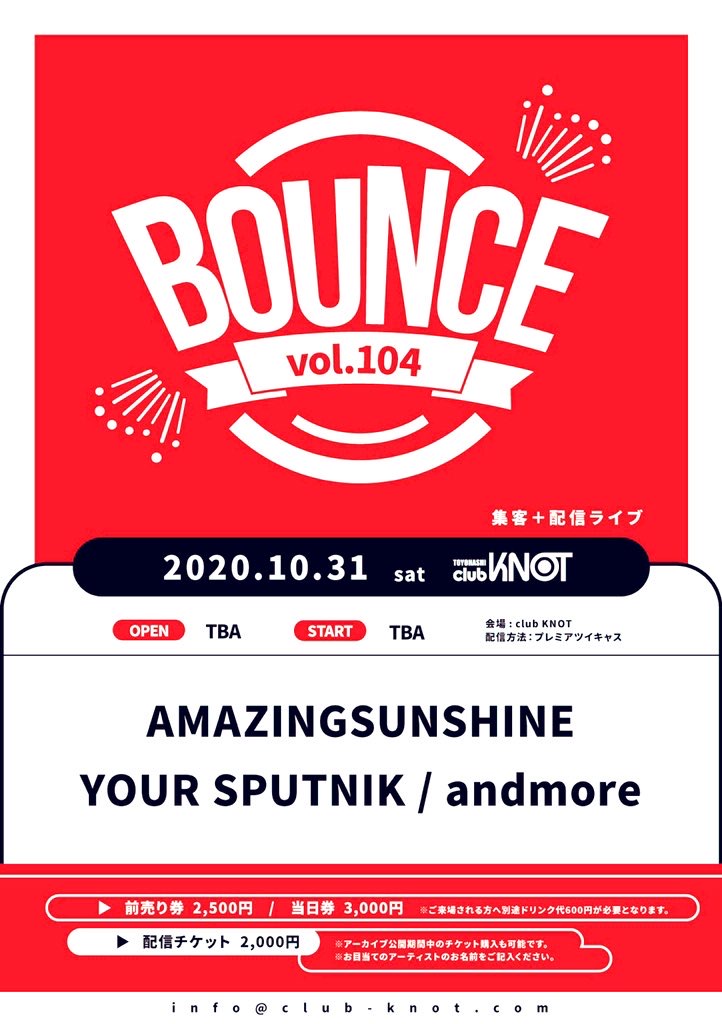 BOUNCE
vol.104
集客+配信ライブ
2020.10.31 sat TOYOHASHI club KNOT
OPEN TBA START TBA
会場：club KNOT
配信方法：プレミアツイキャス
AMAZINGSUNSHINE
YOUR SPUTNIK / andmore
▶ 前売り券 2,500円 / 当日券 3,000円 ※ご来場される方へ別途ドリンク代600円が必要となります。
▶ 配信チケット 2,000円
※アーカイブ公開期間中のチケット購入も可能です。
※お目当てのアーティストのお名前をご記入ください。
info@club-knot.com